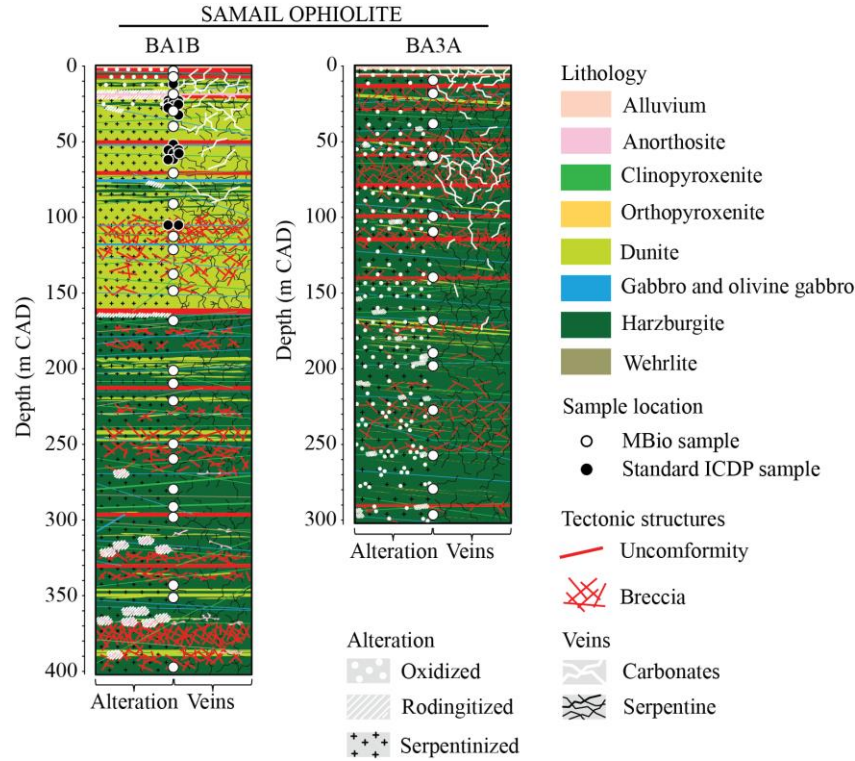 SAMAIL OPHIOLITE
BA1B
BA3A
Depth (m CAD)
0
50
100
150
200
250
300
350
400
Alteration
Veins
Depth (m CAD)
0
50
100
150
200
250
300
Alteration
Veins
Lithology
Alluvium
Anorthosite
Clinopyroxenite
Orthopyroxenite
Dunite
Gabbro and olivine gabbro
Harzburgite
Wehrlite
Sample location
MBio sample
Standard ICDP sample
Tectonic structures
Uncomformity
Breccia
Alteration
Oxidized
Rodingitized
Serpentinized
Veins
Carbonates
Serpentine